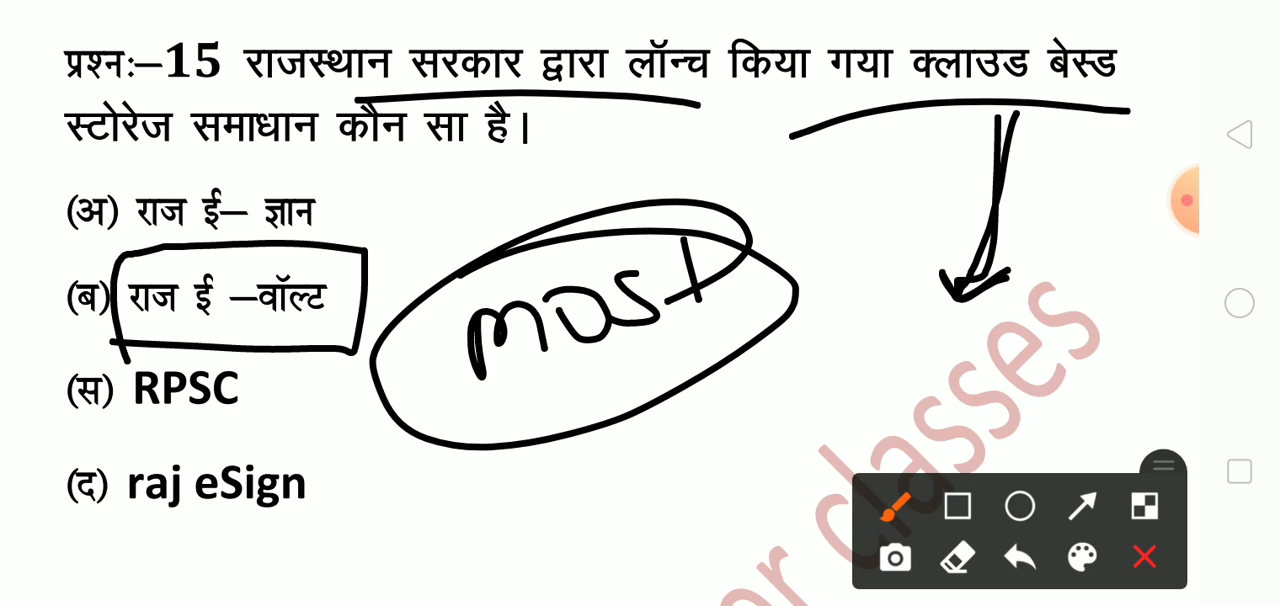 प्रश्नः–15 राजस्थान सरकार द्वारा लॉन्च किया गया क्लाउड बेस्ड
स्टोरेज समाधान कौन सा है।
(अ) राज ई– ज्ञान
(ब) राज ई –वॉल्ट
most
(स) RPSC
(द) raj eSign
classes